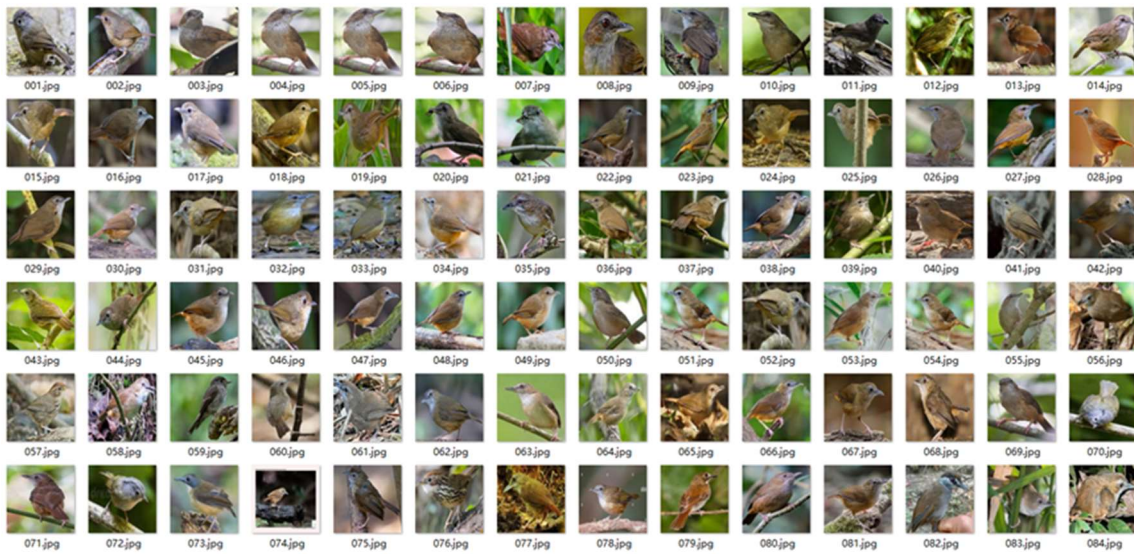 001.jpg 002.jpg 003.jpg 004.jpg 005.jpg 006.jpg 007.jpg 008.jpg 009.jpg 010.jpg 011.jpg 012.jpg 013.jpg 014.jpg
015.jpg 016.jpg 017.jpg 018.jpg 019.jpg 020.jpg 021.jpg 022.jpg 023.jpg 024.jpg 025.jpg 026.jpg 027.jpg 028.jpg
029.jpg 030.jpg 031.jpg 032.jpg 033.jpg 034.jpg 035.jpg 036.jpg 037.jpg 038.jpg 039.jpg 040.jpg 041.jpg 042.jpg
043.jpg 044.jpg 045.jpg 046.jpg 047.jpg 048.jpg 049.jpg 050.jpg 051.jpg 052.jpg 053.jpg 054.jpg 055.jpg 056.jpg
057.jpg 058.jpg 059.jpg 060.jpg 061.jpg 062.jpg 063.jpg 064.jpg 065.jpg 066.jpg 067.jpg 068.jpg 069.jpg 070.jpg
071.jpg 072.jpg 073.jpg 074.jpg 075.jpg 076.jpg 077.jpg 078.jpg 079.jpg 080.jpg 081.jpg 082.jpg 083.jpg 084.jpg